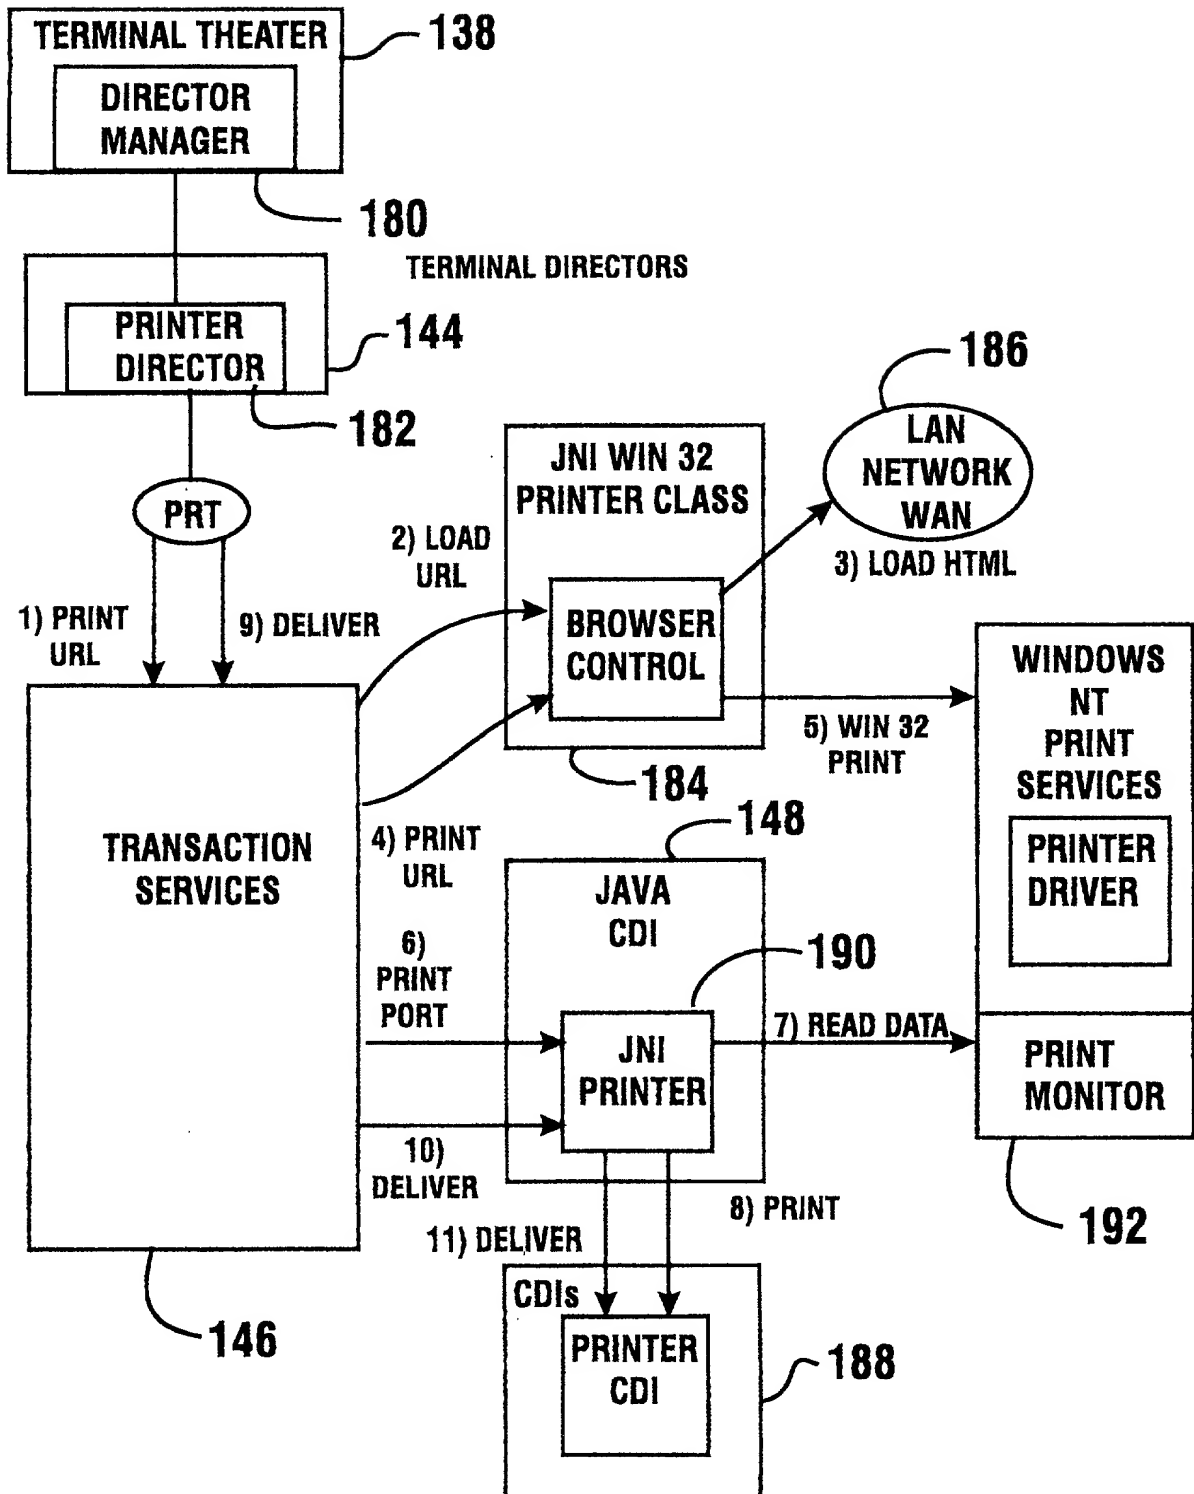 TERMINAL THEATER
138
DIRECTOR
MANAGER
180
TERMINAL DIRECTORS
PRINTER
DIRECTOR
144
182
PRT
1) PRINT
URL
9) DELIVER
2) LOAD
URL
JNI WIN 32
PRINTER CLASS
BROWSER
CONTROL
184
186
LAN
NETWORK
WAN
3) LOAD HTML
4) PRINT
URL
5) WIN 32
PRINT
WINDOWS
NT
PRINT
SERVICES
PRINTER
DRIVER
PRINT
MONITOR
192
TRANSACTION
SERVICES
146
148
JAVA
CDI
190
6)
PRINT
PORT
JNI
PRINTER
7) READ DATA
10)
DELIVER
11) DELIVER
8) PRINT
CDIs
PRINTER
CDI
188